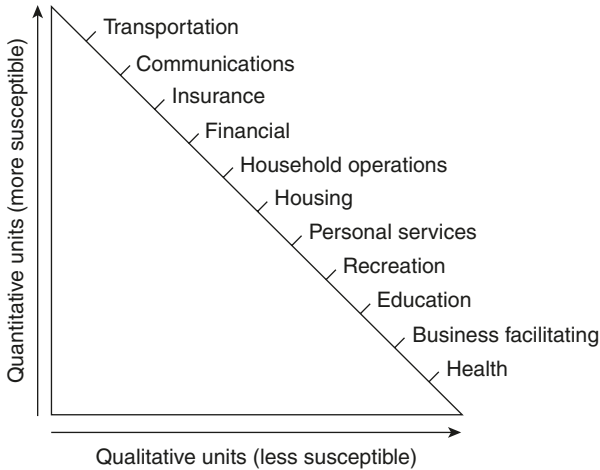 Transportation
Communications
Insurance
Financial
Household operations
Housing
Personal services
Recreation
Education
Business facilitating
Health
Quantitative units (more susceptible)
Qualitative units (less susceptible)